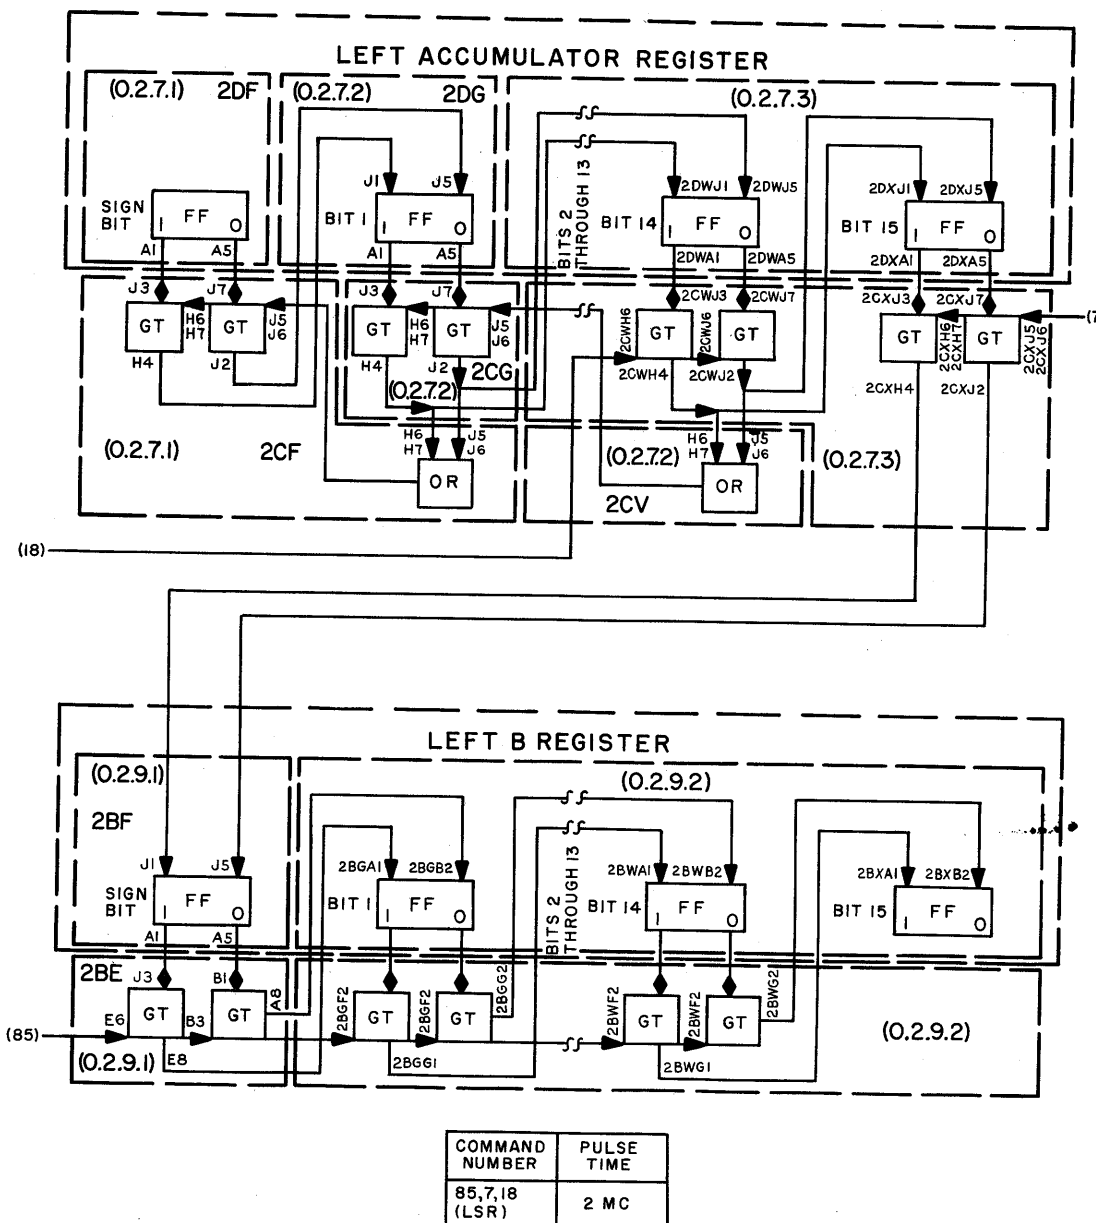 LEFT ACCUMULATOR REGISTER
(0.2.7.1) 2DF
(0.2.7.2) 2DG
(0.2.7.3)
J1 J5
BITS 2
THROUGH 13
2DWJ1 2DWJ5
2DXJ1 2DXJ5
SIGN
BIT
1 FF 0
BIT 1
1 FF 0
BIT 14
1 FF 0
BIT 15
1 FF 0
A1 A5
A1 A5
2DWA1 2DWA5
2DXA1 2DXA5
J3 J7
J3 J7
2CWJ3 2CWJ7
2CXJ3 2CXJ7
GT
H6
H7
GT
J5
J6
GT
H6
H7
GT
J5
J6
2CWH6
GT
2CWJ6
GT
GT
2CXH6
2CXH7
GT
2CXJ5
2CXJ6
(7
H4 J2
H4 J2
2CG
2CWH4 2CWJ2
2CXH4 2CXJ2
(0.2.7.2)
(0.2.7.1) 2CF
H6
H7
J5
J6
OR
(0.2.7.2)
2CV
H6
H7
J5
J6
OR
(0.2.7.3)
(18)
LEFT B REGISTER
(0.2.9.1)
2BF
(0.2.9.2)
J1 J5
2BGA1 2BGB2
BITS 2
THROUGH 13
2BWA1 2BWB2
2BXA1 2BXB2
SIGN
BIT
1 FF 0
BIT 1
1 FF 0
BIT 14
1 FF 0
BIT 15
1 FF 0
A1 A5
2BE
J3 B1
A8
(85)
E6
GT
B3
GT
2BGF2
GT
2BGF2
GT
2BGG2
2BWF2
GT
2BWF2
GT
2BWG2
(0.2.9.2)
(0.2.9.1)
E8
2BGG1
2BWG1
COMMAND
NUMBER
PULSE
TIME
85,7,18
(LSR)
2 MC